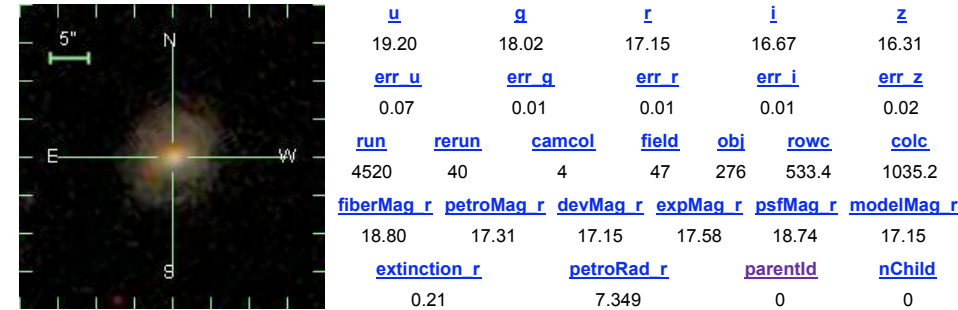 5"
N
E
W
S
u g r i z
19.20 18.02 17.15 16.67 16.31
err_u err_g err_r err_i err_z
0.07 0.01 0.01 0.01 0.02
run rerun camcol field obj rowc colc
4520 40 4 47 276 533.4 1035.2
fiberMag_r petroMag_r devMag_r expMag_r psfMag_r modelMag_r
18.80 17.31 17.15 17.58 18.74 17.15
extinction_r petroRad_r parentId nChild
0.21 7.349 0 0